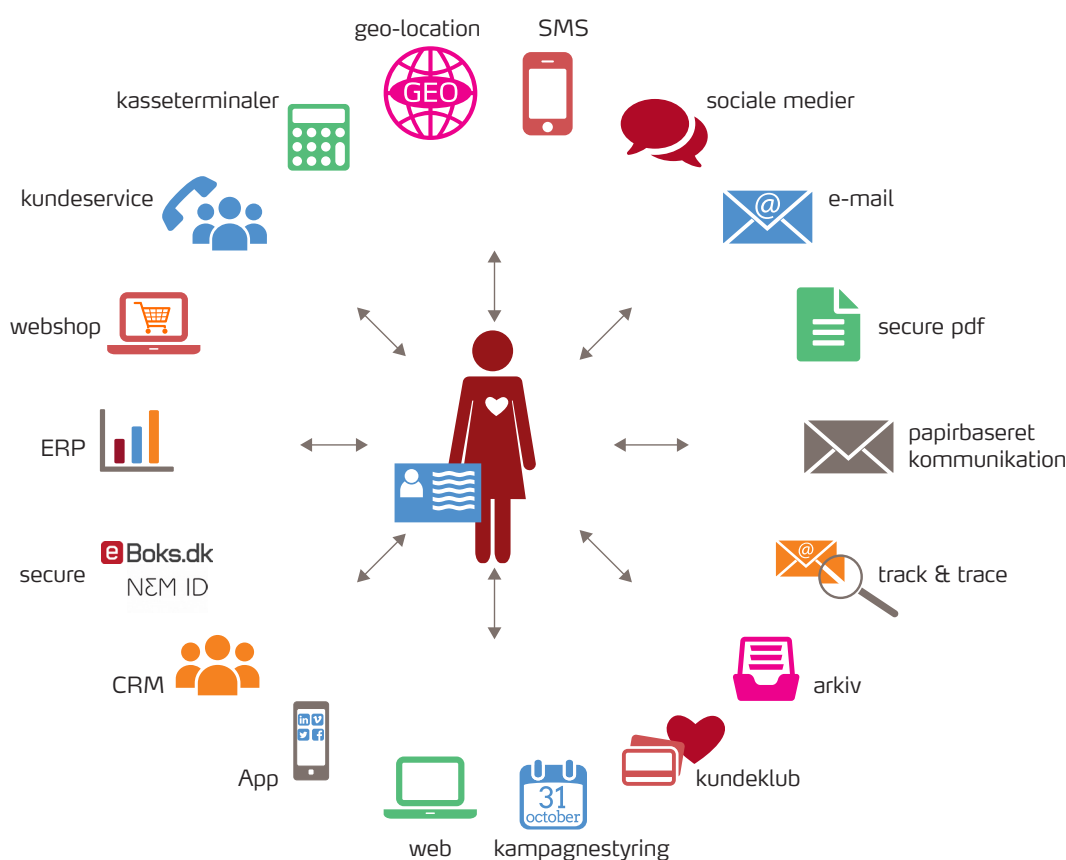 geo-location
SMS
GEO
kasseterminaler
sociale medier
kundeservice
@
e-mail
webshop
secure pdf
ERP
papirbaseret
kommunikation
eBoks.dk
secure
NEM ID
@
track & trace
CRM
arkiv
in v
f
App
31
october
kundeklub
web
kampagnestyring